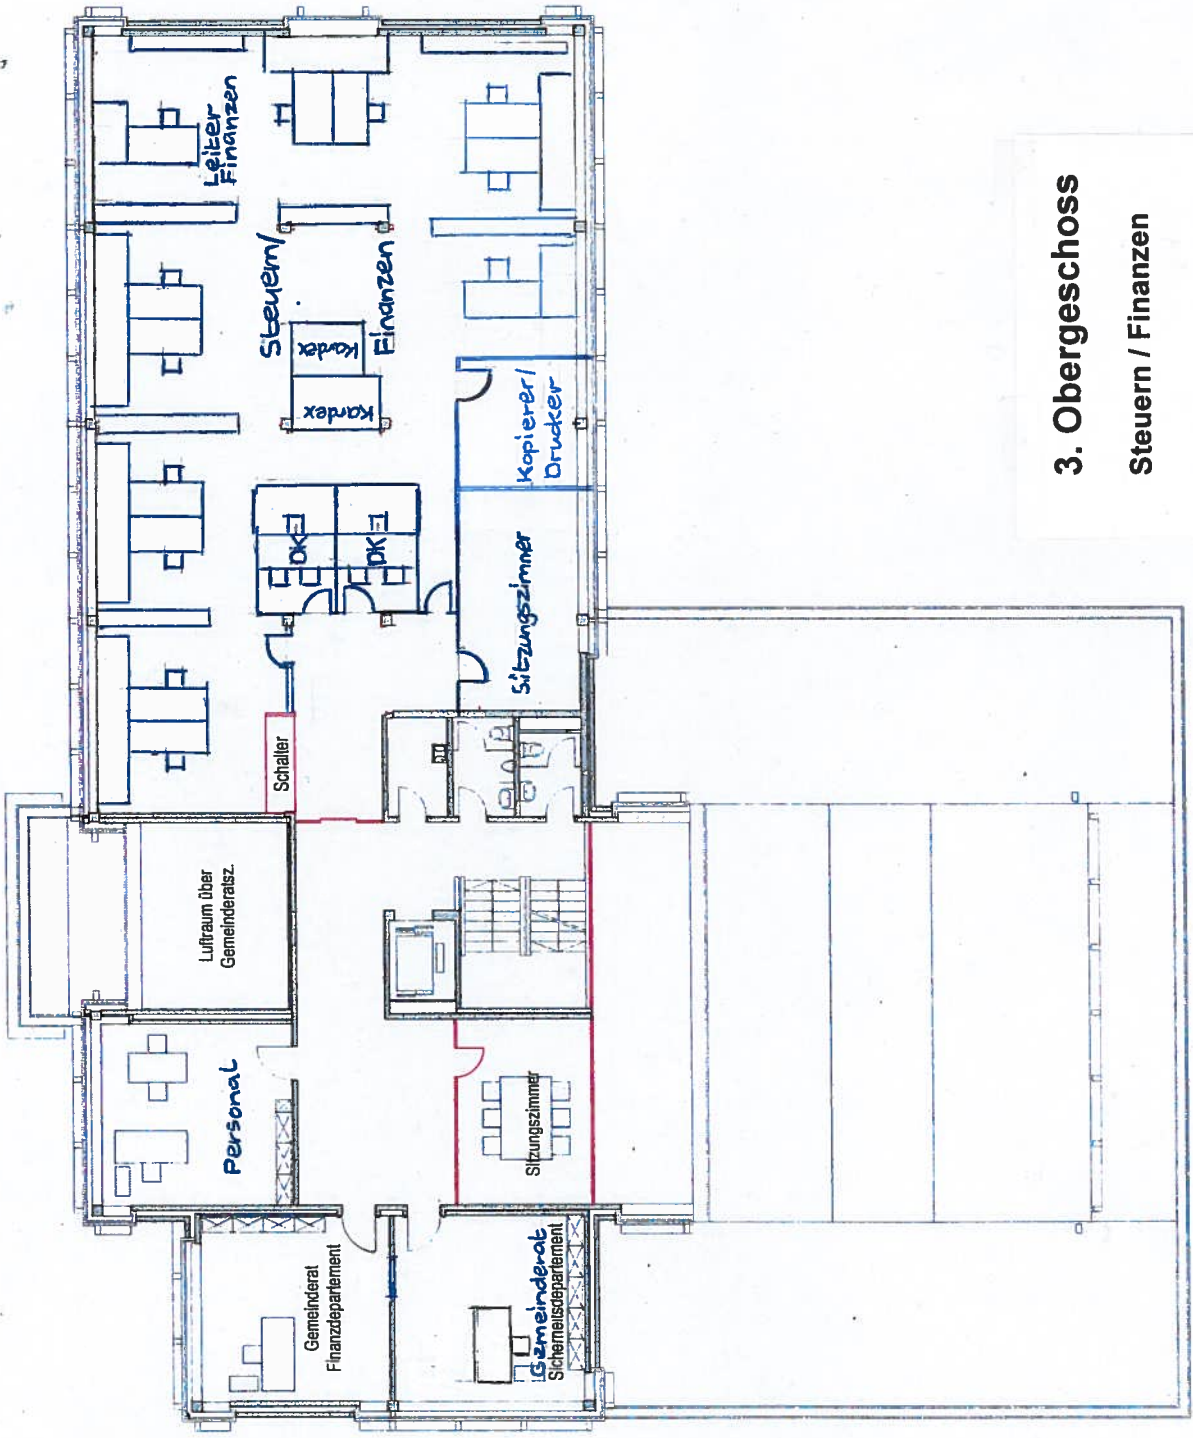 3. Obergeschoss
Steuern / Finanzen
Leiter
Finanzen
Steuern/
Finanzen
Kardex
Kardex
Kopierer/
Drucker
DK
DK
Sitzungszimmer
Schalter
Luftraum über
Gemeinderatsz.
Personal
Sitzungszimmer
Gemeinderat
Finanzdepartement
Gemeinderat
Sicherheitsdepartement